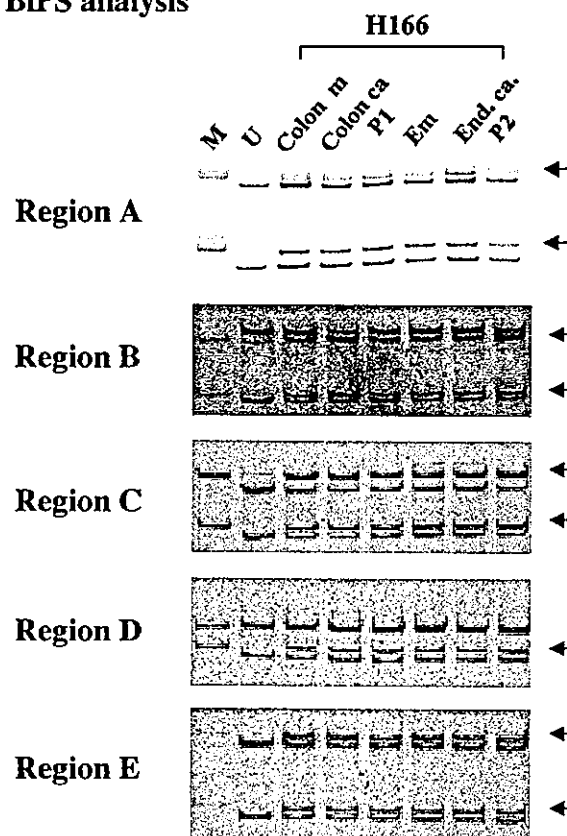 BiPS analysis
H166
M U Colon m Colon ca P1 Em End. ca. P2
Region A
Region B
Region C
Region D
Region E